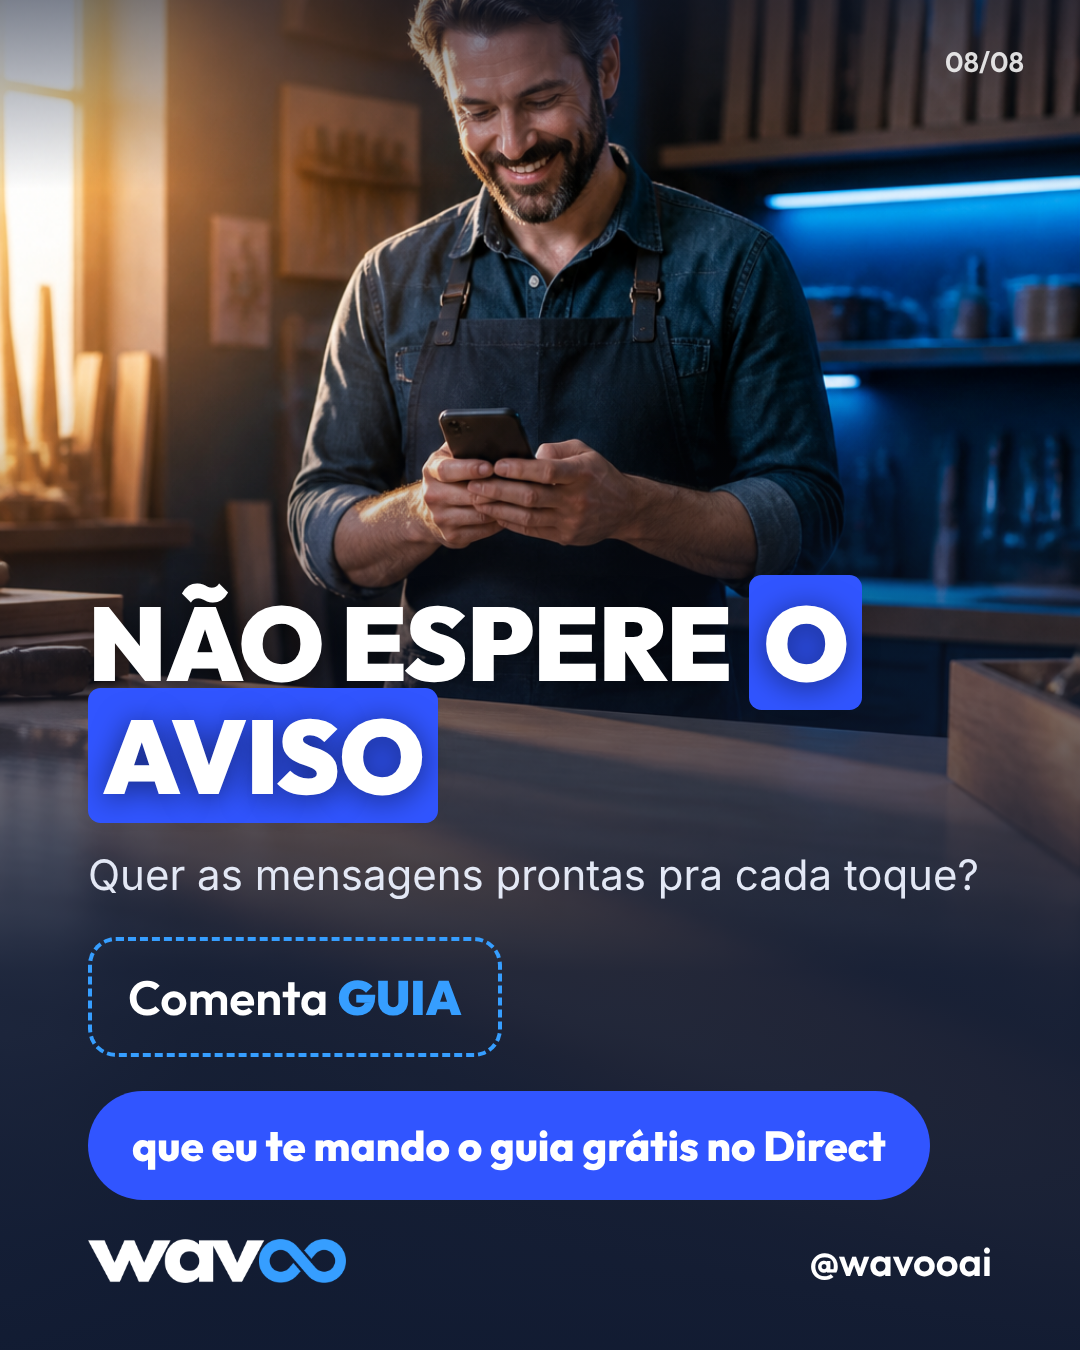 08/08
NÃO ESPERE O
AVISO
Quer as mensagens prontas pra cada toque?
Comenta GUIA
que eu te mando o guia grátis no Direct
wavoo
@wavooai